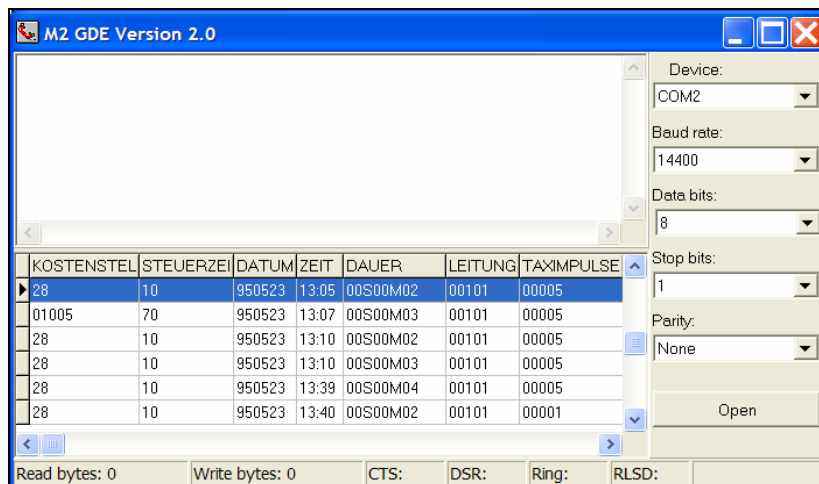 M2 GDE Version 2.0
Device:
COM2
Baud rate:
14400
Data bits:
8
Stop bits:
1
Parity:
None
Open
KOSTENSTEL STEUERZEI DATUM ZEIT DAUER LEITUNG TAXIMPULSE
28 10 950523 13:05 00S00M02 00101 00005
01005 70 950523 13:07 00S00M03 00101 00005
28 10 950523 13:10 00S00M02 00101 00005
28 10 950523 13:10 00S00M03 00101 00005
28 10 950523 13:39 00S00M04 00101 00005
28 10 950523 13:40 00S00M02 00101 00001
Read bytes: 0 Write bytes: 0 CTS: DSR: Ring: RLSD: